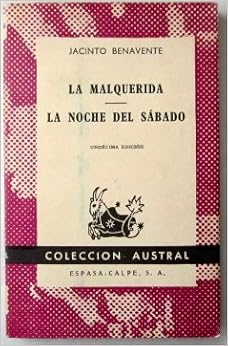 JACINTO BENAVENTE
LA MALQUERIDA
LA NOCHE DEL SÁBADO
UNDÉCIMA EDICIÓN
COLECCION AUSTRAL
ESPASA-CALPE, S. A.